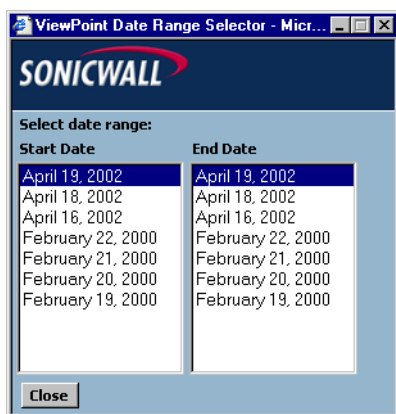 ViewPoint Date Range Selector - Micr...
SONICWALL
Select date range:
Start Date End Date
April 19, 2002 April 19, 2002
April 18, 2002 April 18, 2002
April 16, 2002 April 16, 2002
February 22, 2000 February 22, 2000
February 21, 2000 February 21, 2000
February 20, 2000 February 20, 2000
February 19, 2000 February 19, 2000
Close